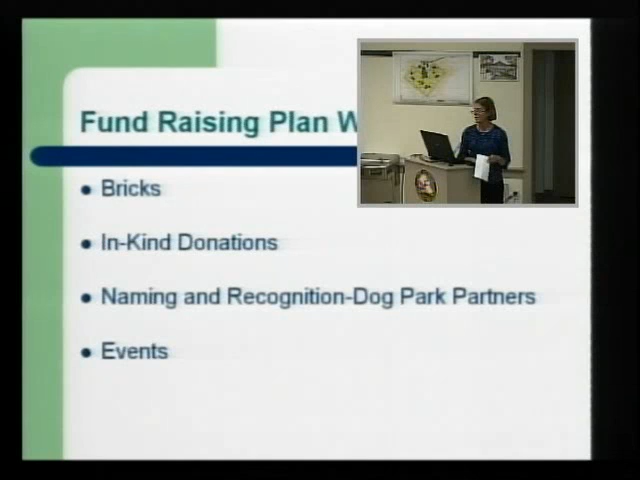 Fund Raising Plan W
Bricks
In-Kind Donations
Naming and Recognition-Dog Park Partners
Events